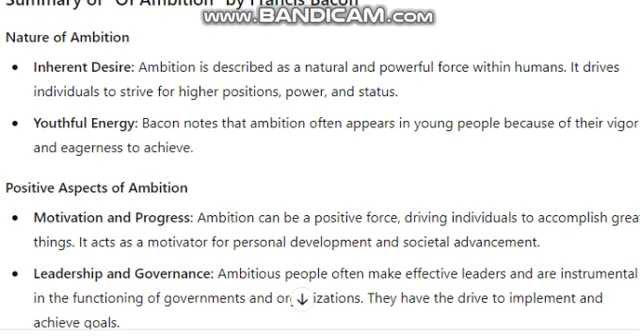 Summary of "Of Ambition" by Francis Bacon
www.BANDICAM.com
Nature of Ambition
• Inherent Desire: Ambition is described as a natural and powerful force within humans. It drives
individuals to strive for higher positions, power, and status.
• Youthful Energy: Bacon notes that ambition often appears in young people because of their vigor
and eagerness to achieve.
Positive Aspects of Ambition
• Motivation and Progress: Ambition can be a positive force, driving individuals to accomplish grea
things. It acts as a motivator for personal development and societal advancement.
• Leadership and Governance: Ambitious people often make effective leaders and are instrumental
in the functioning of governments and or izations. They have the drive to implement and
achieve goals.